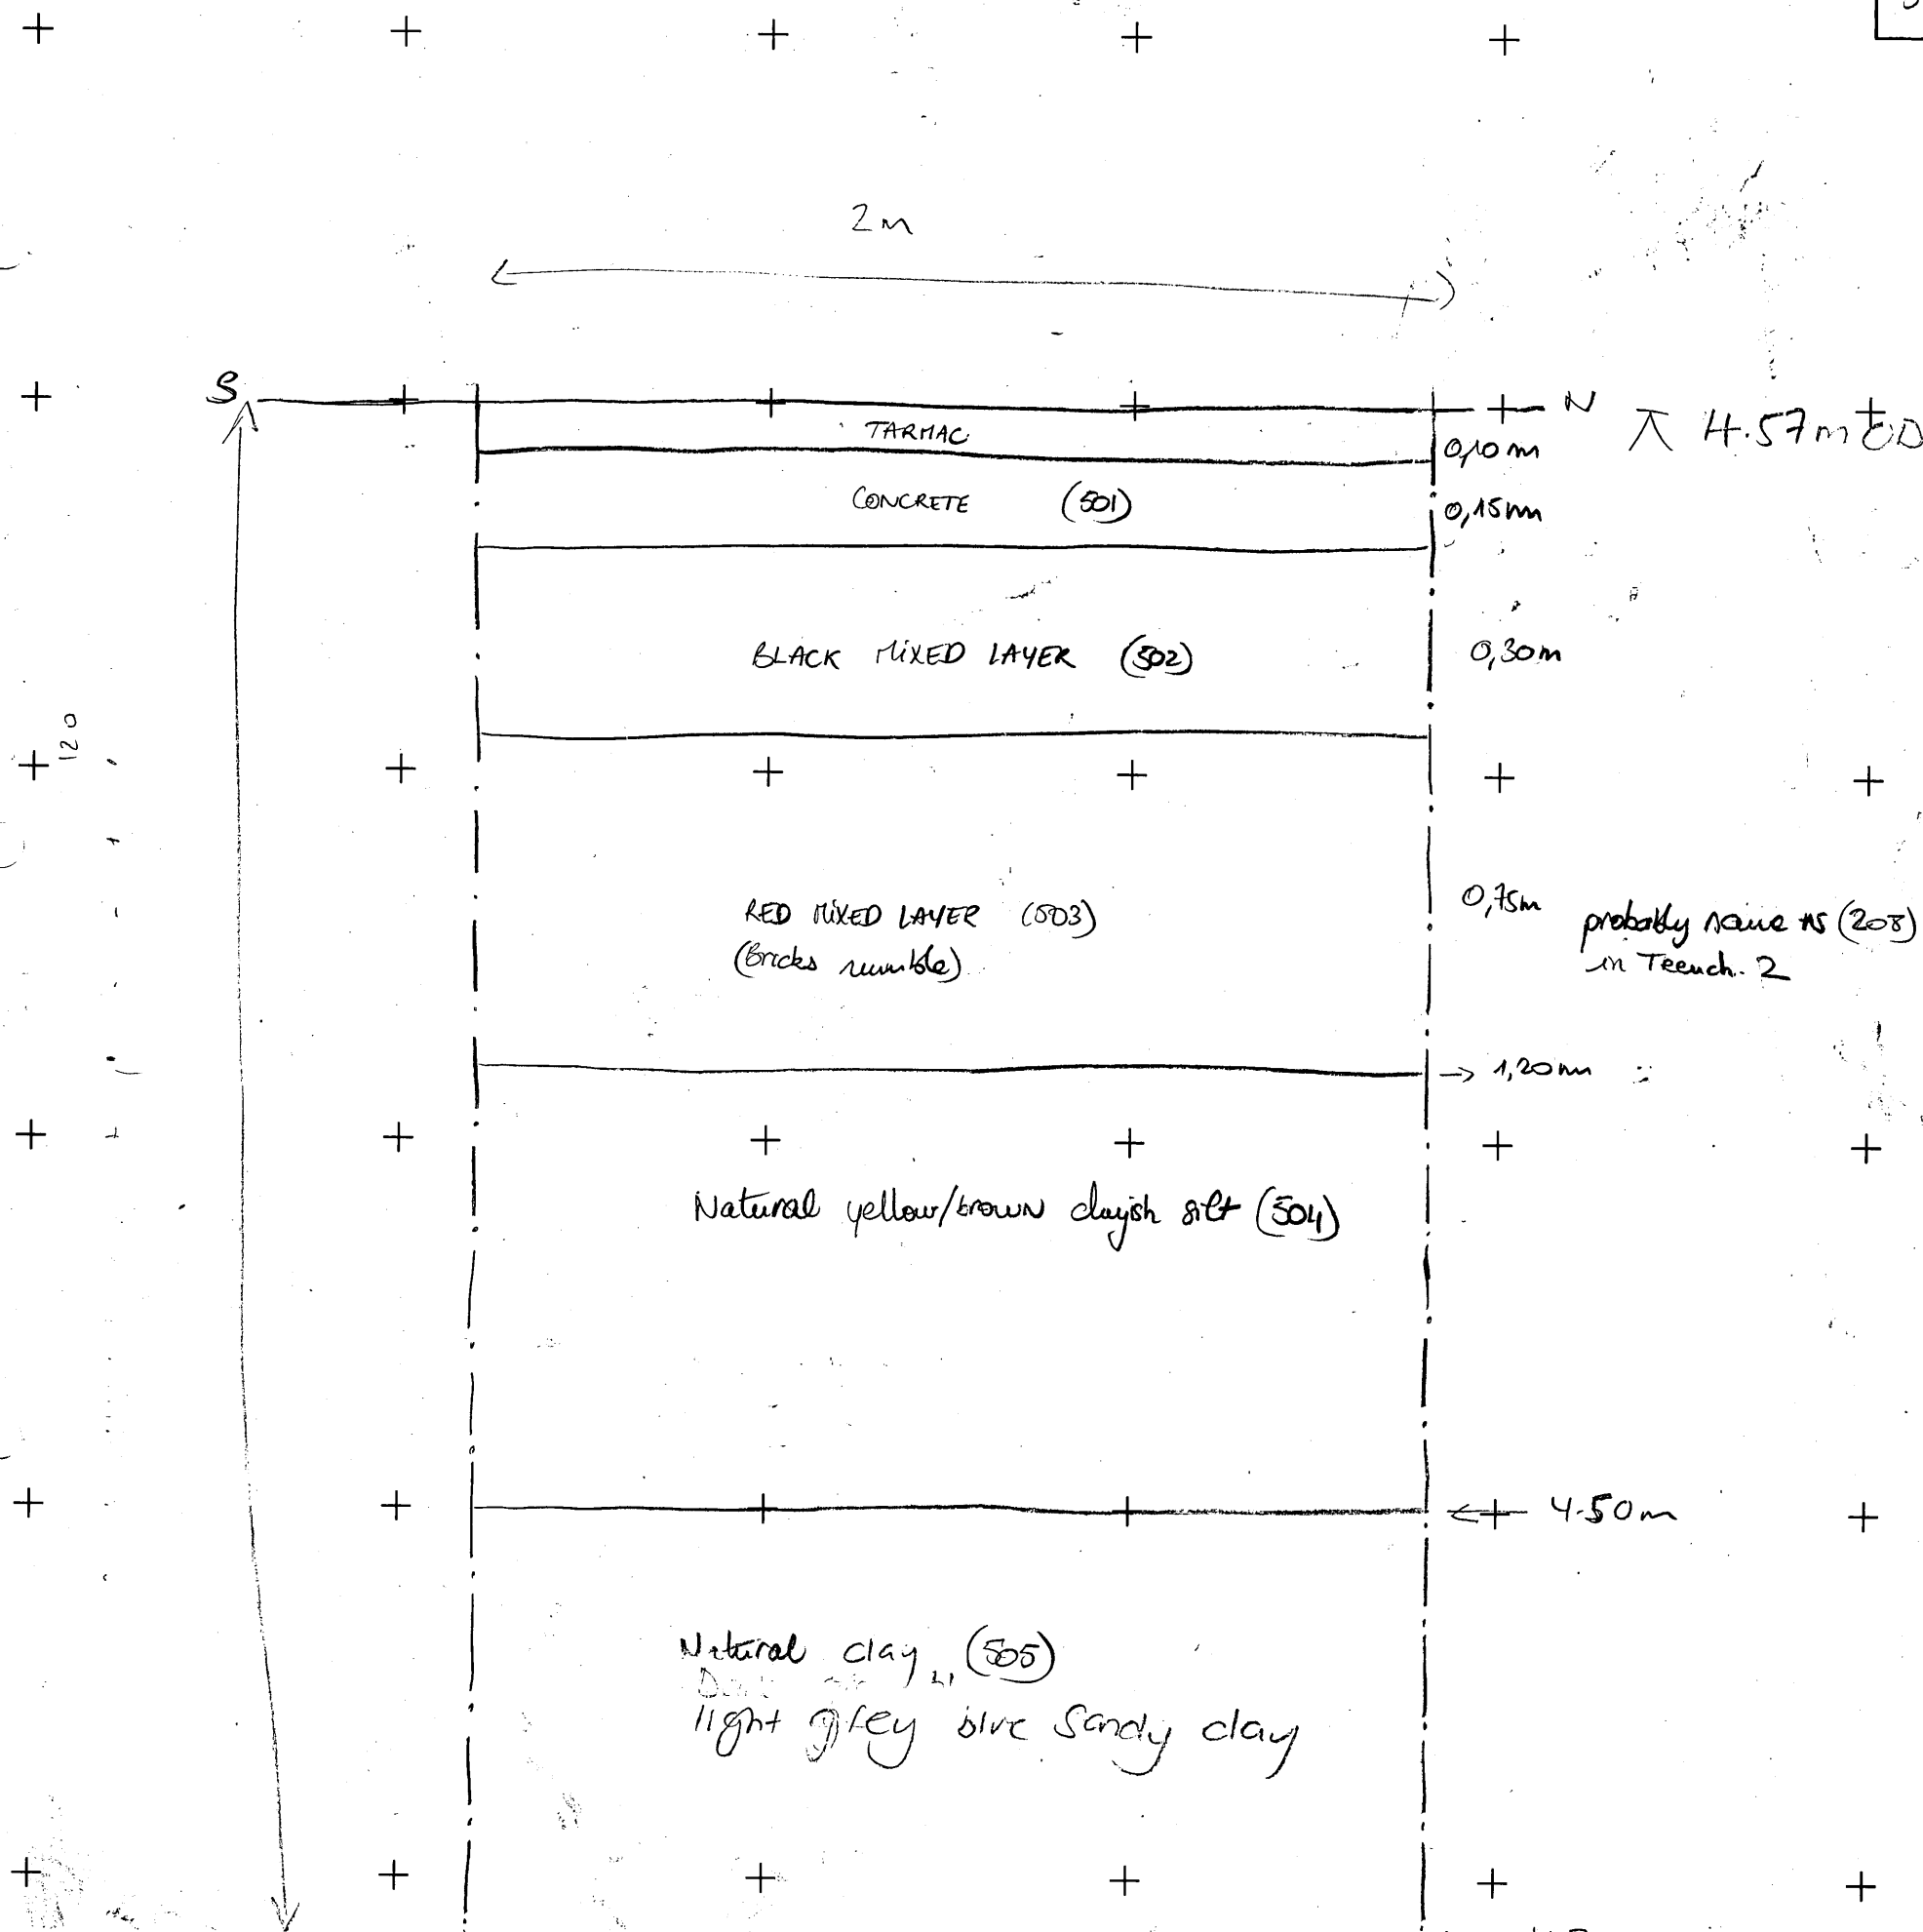 2m
S
N
⊼ 4.57m OD
TARMAC
0,10m
CONCRETE (501)
0,15m
BLACK MIXED LAYER (502)
0,30m
120
RED MIXED LAYER (503)
(Bricks rumble)
0,75m
probably same as (203)
in Trench 2
→ 1,20m
Natural yellow/brown clayish silt (504)
← 4.50m
Natural clay (505)
light grey blue sandy clay